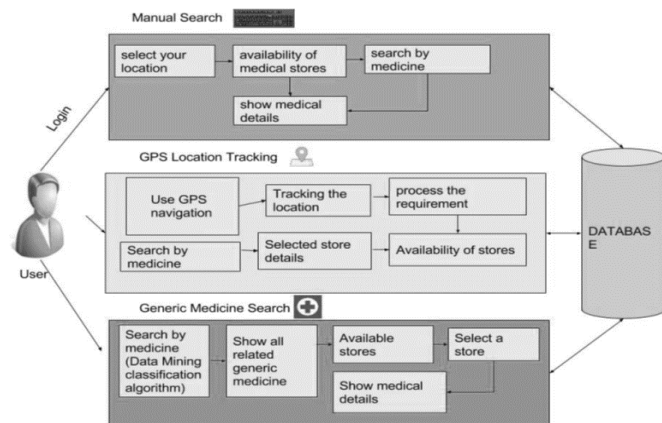 Manual Search
select your
location
availability of
medical stores
search by
medicine
show medical
details
Login
GPS Location Tracking
Use GPS
navigation
Tracking the
location
process the
requirement
Search by
medicine
Selected store
details
Availability of stores
User
DATABAS
E
Generic Medicine Search
Search by
medicine
(Data Mining
classification
algorithm)
Show all
related
generic
medicine
Available
stores
Select a
store
Show medical
details